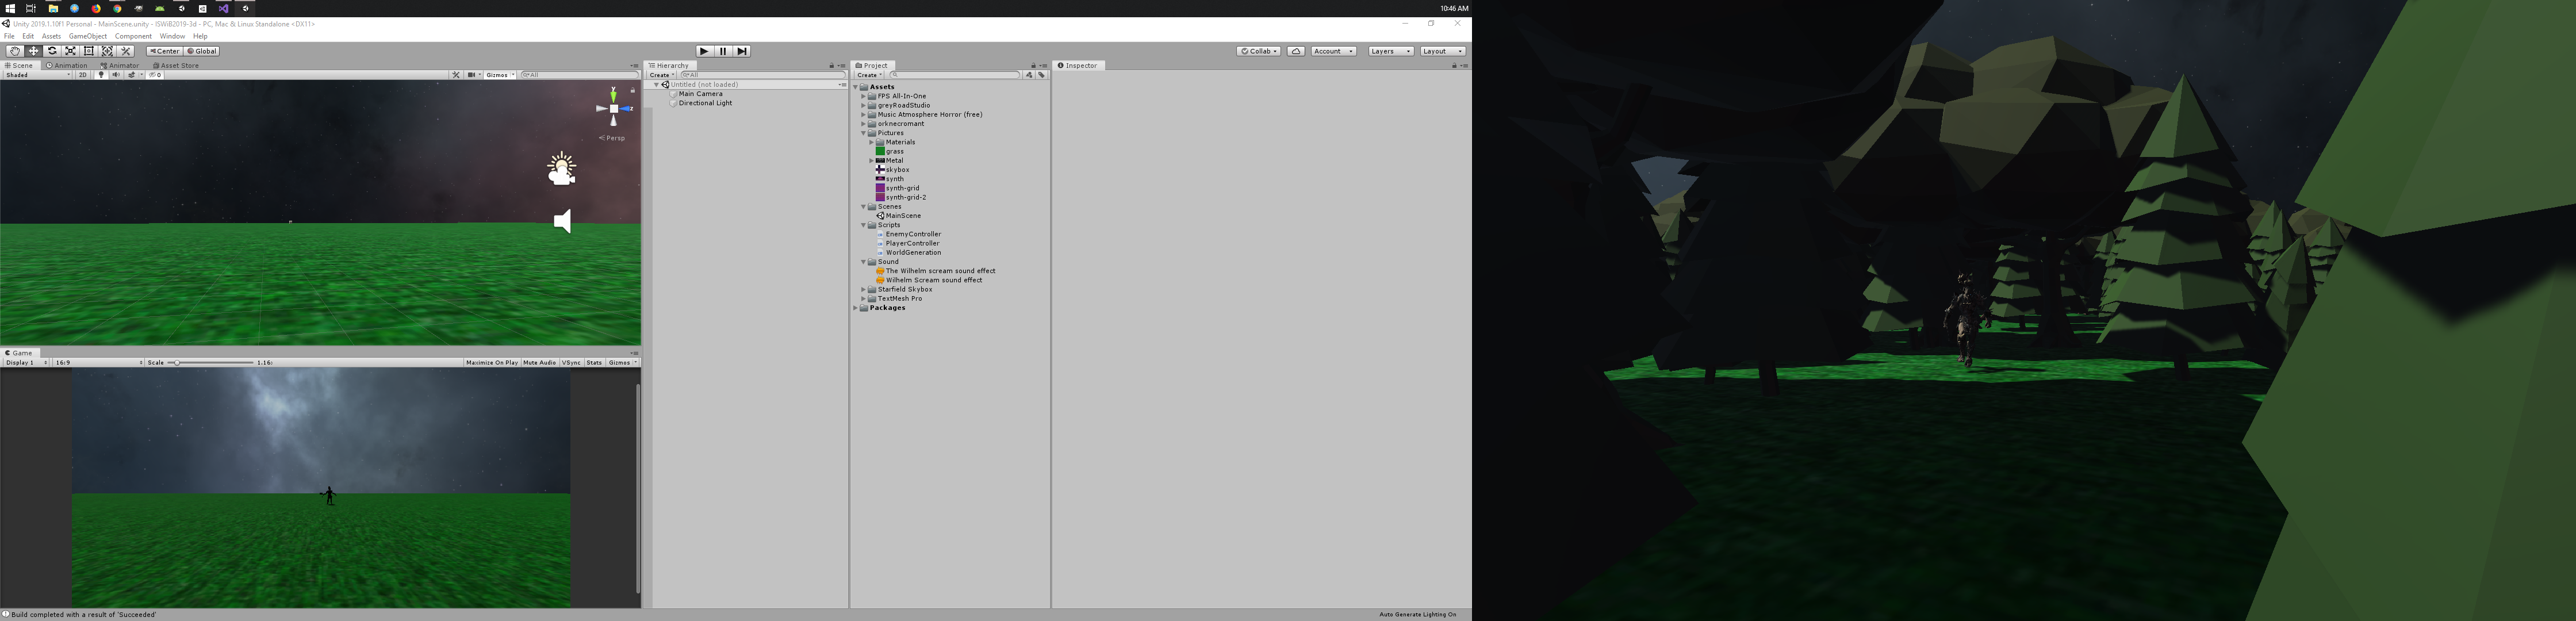 10:46 AM
Unity 2019.1.10f1 Personal - MainScene.unity - ISWiB2019-3d - PC, Mac & Linux Standalone <DX11>
File Edit Assets GameObject Component Window Help
Center Global Collab Account Layers Layout
Scene Animation Animator Asset Store
Shaded 2D 0 Gizmos All
y
z
Persp
Game
Display 1 16:9 Scale 1.16x Maximize On Play Mute Audio VSync Stats Gizmos
Hierarchy
Create All
Untitled (not loaded)
Main Camera
Directional Light
Project
Create
Assets
FPS All-In-One
greyRoadStudio
Music Atmosphere Horror (free)
orknecromant
Pictures
Materials
grass
Metal
skybox
synth
synth-grid
synth-grid-2
Scenes
MainScene
Scripts
EnemyController
PlayerController
WorldGeneration
Sound
The Wilhelm scream sound effect
Wilhelm Scream sound effect
Starfield Skybox
TextMesh Pro
Packages
Inspector
Build completed with a result of 'Succeeded'
Auto Generate Lighting On